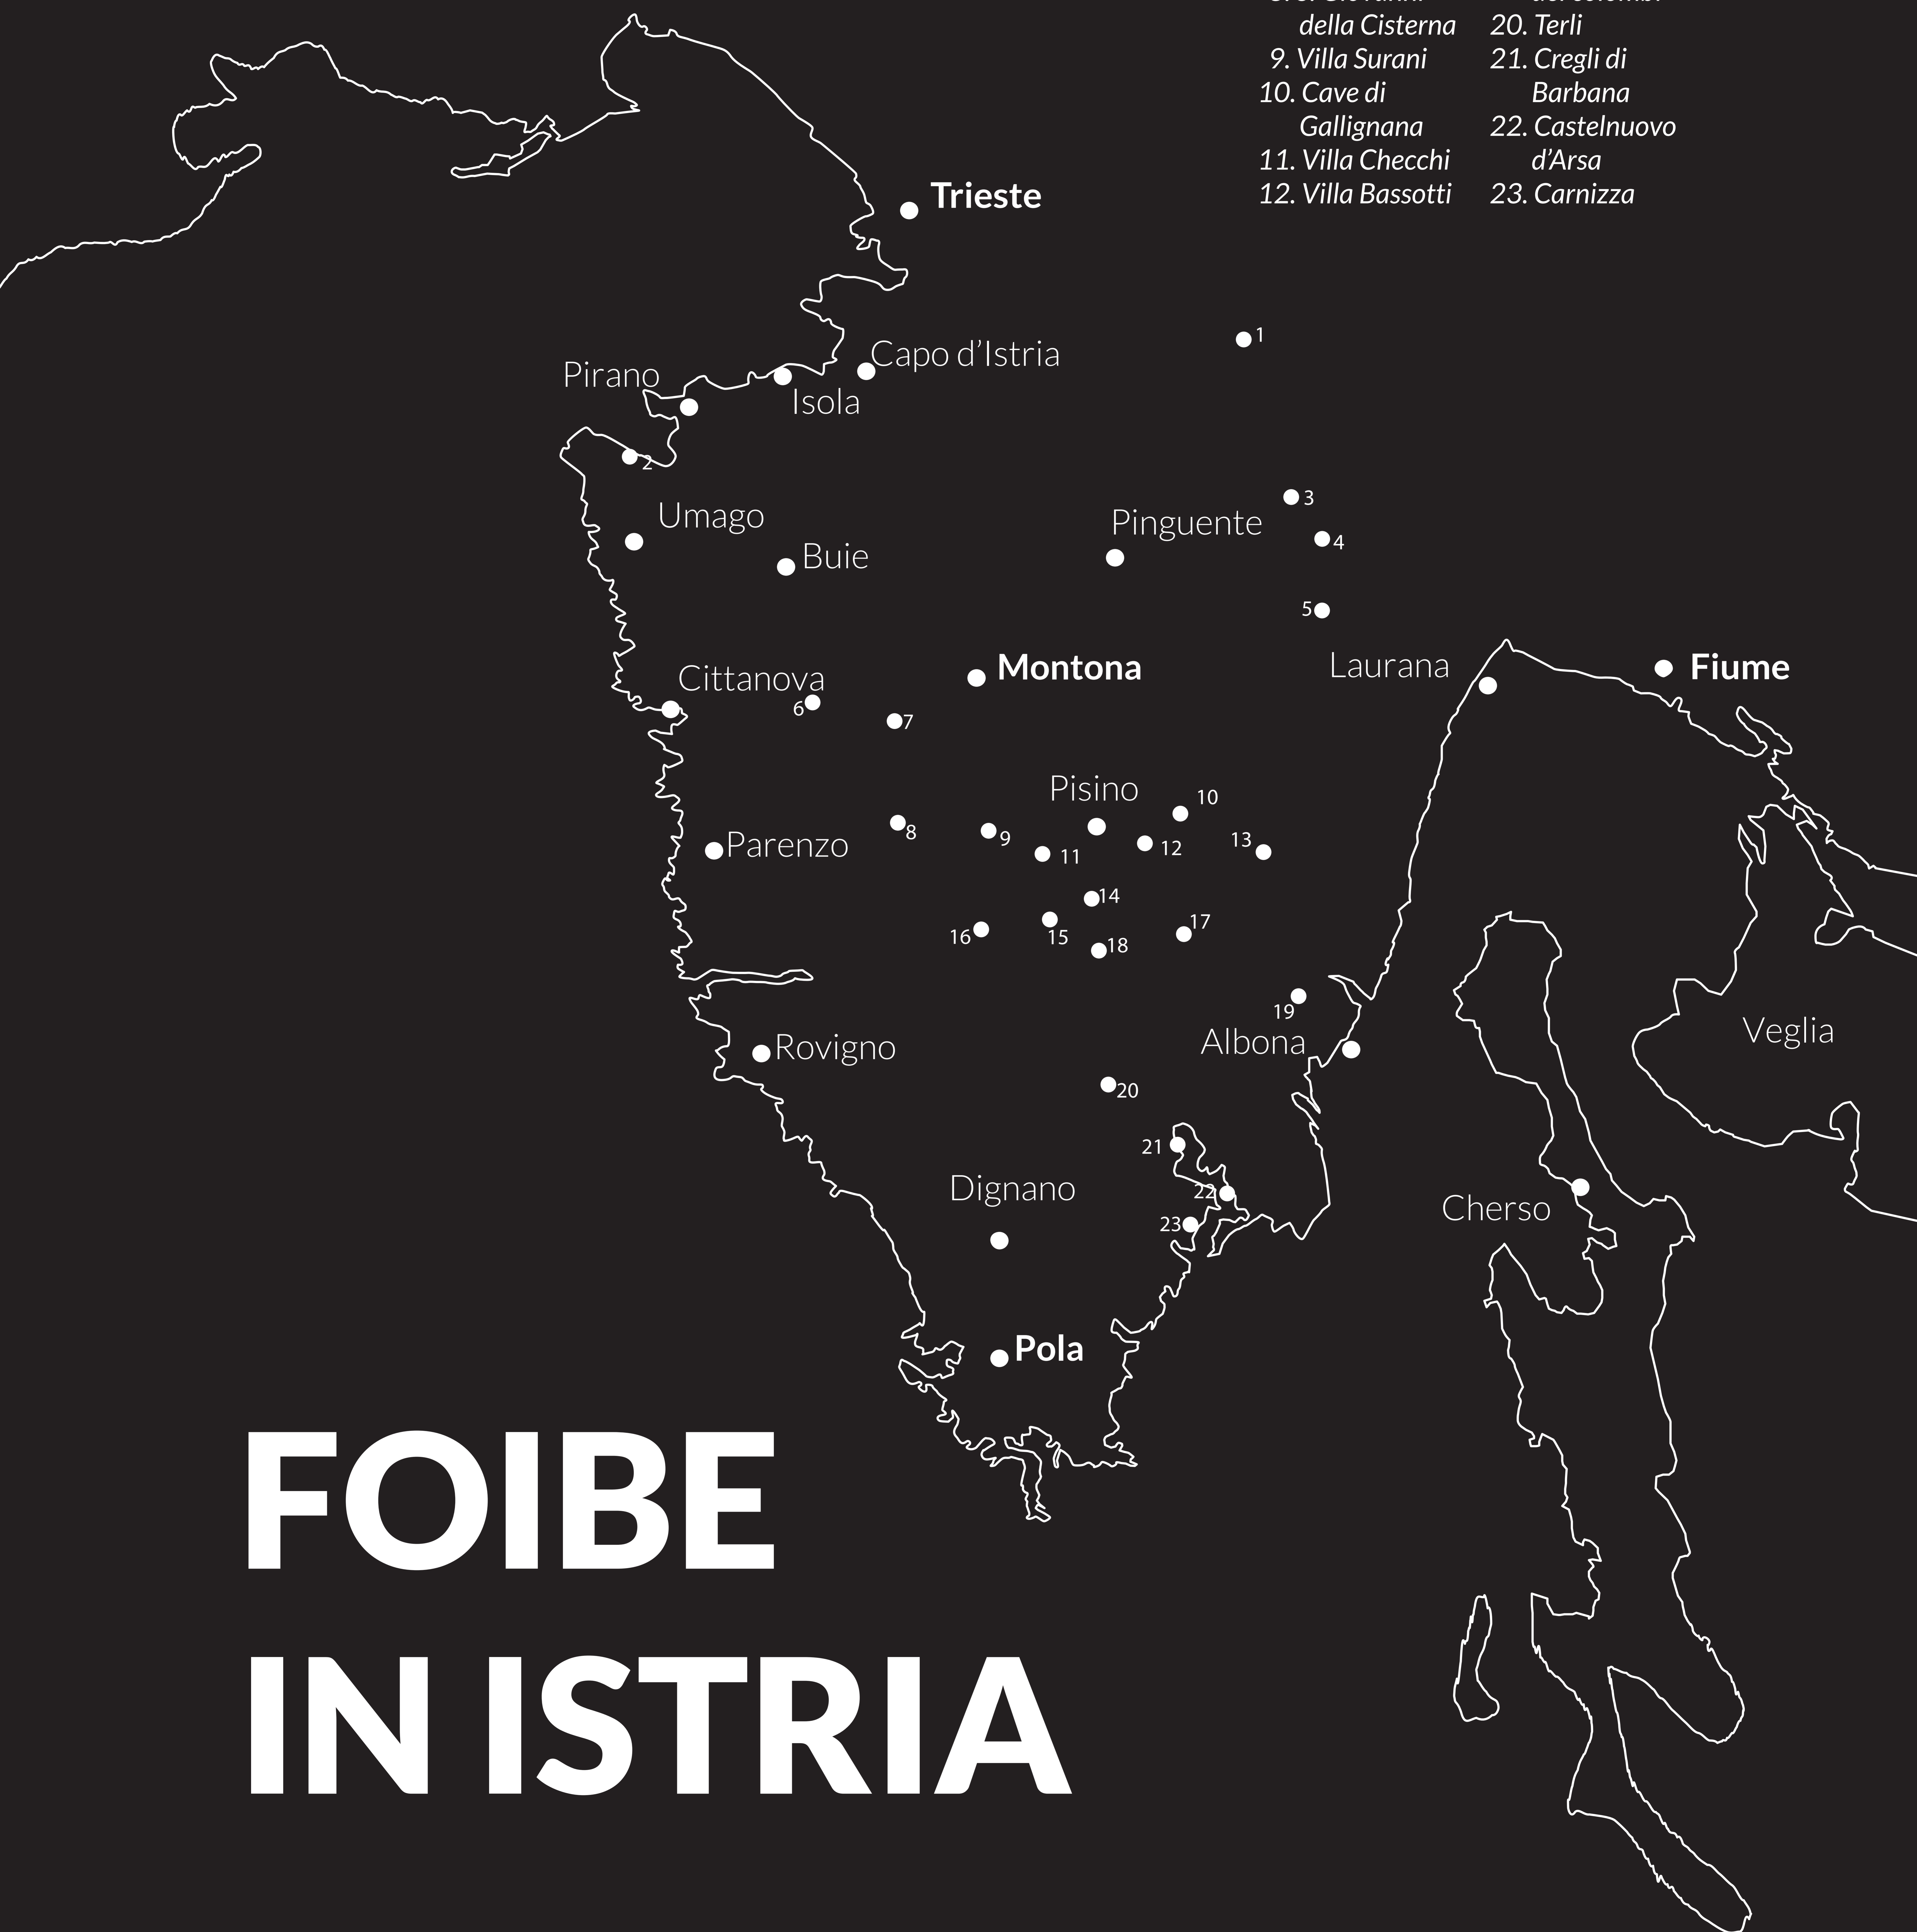 della Cisterna
9. Villa Surani
10. Cave di
Gallignana
11. Villa Checchi
12. Villa Bassotti
20. Terli
21. Cregli di
Barbana
22. Castelnuovo
d’Arsa
23. Carnizza
Trieste
1
Capo d’Istria
Pirano
Isola
2
3
Umago
Pinguente
4
Buie
5
Laurana
Fiume
Montona
Cittanova
6
7
Pisino
10
8
9
13
Parenzo
12
11
14
17
16
15
18
19
Veglia
Albona
Rovigno
20
21
Dignano
22
Cherso
23
Pola
FOIBE
IN ISTRIA